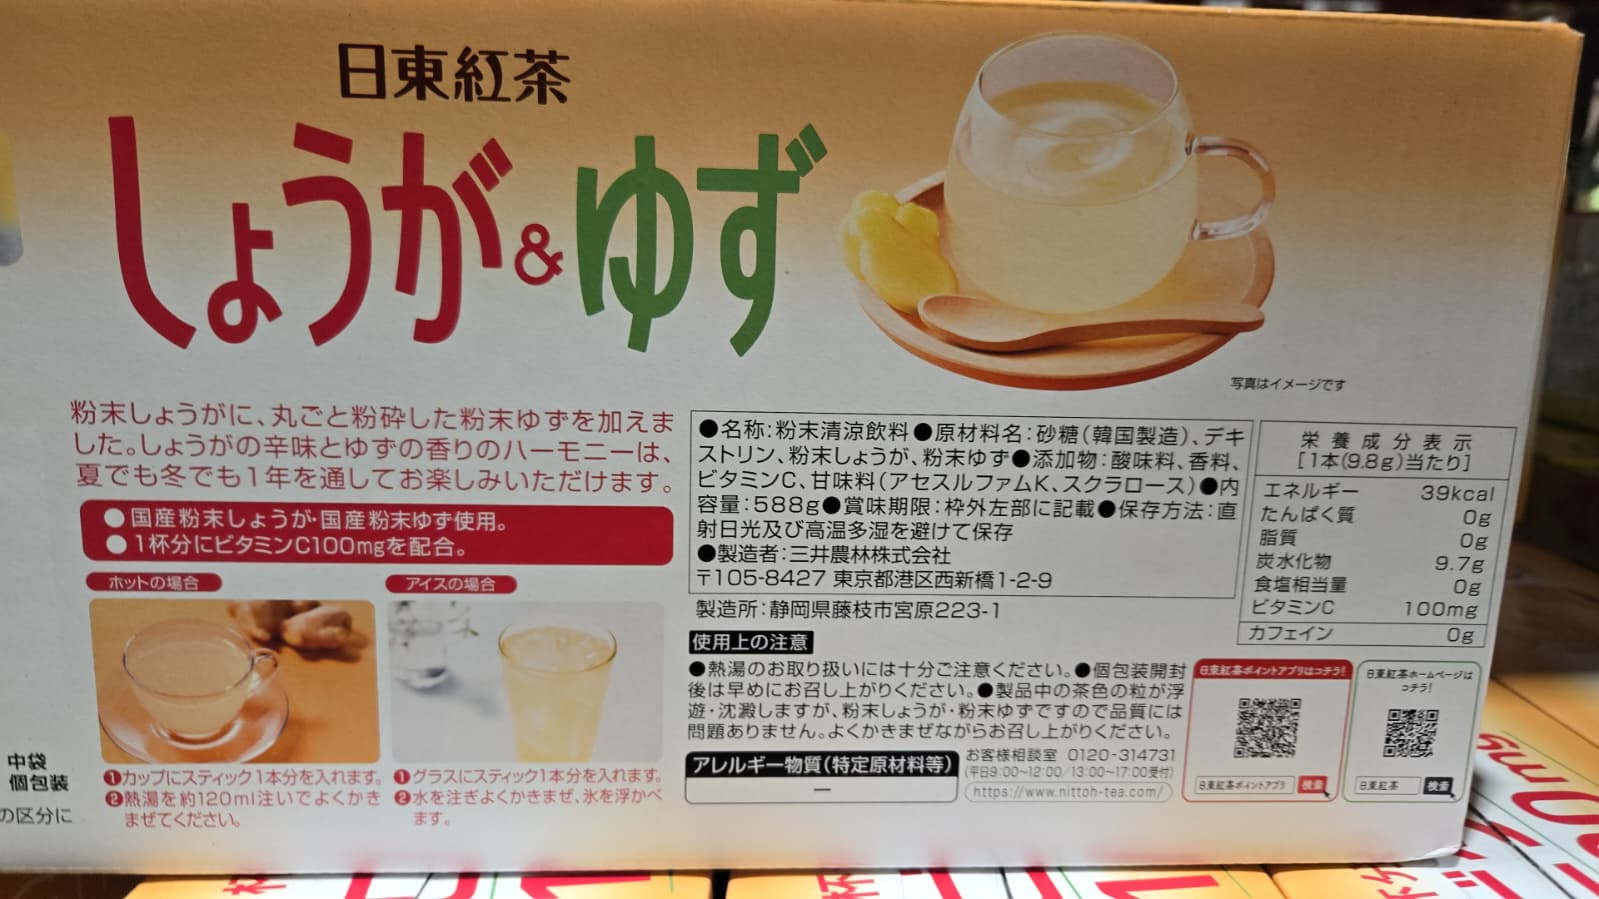 日東紅茶
しょうが&ゆず
写真はイメージです
粉末しょうがに、丸ごと粉砕した粉末ゆずを加えま
した。しょうがの辛味とゆずの香りのハーモニーは、
夏でも冬でも1年を通してお楽しみいただけます。
●国産粉末しょうが・国産粉末ゆず使用。
●1杯分にビタミンC100mgを配合。
ホットの場合
❶カップにスティック1本分を入れます。
❷熱湯を約120ml注いでよくかき
まぜてください。
アイスの場合
❶グラスにスティック1本分を入れます。
❷水を注ぎよくかきまぜ、氷を浮かべ
ます。
中袋
個包装
の区分に
●名称:粉末清涼飲料●原材料名:砂糖(韓国製造)、デキ
ストリン、粉末しょうが、粉末ゆず●添加物:酸味料、香料、
ビタミンC、甘味料(アセスルファムK、スクラロース)●内
容量:588g●賞味期限:枠外左部に記載●保存方法:直
射日光及び高温多湿を避けて保存
●製造者:三井農林株式会社
〒105-8427 東京都港区西新橋1-2-9
製造所:静岡県藤枝市宮原223-1
使用上の注意
●熱湯のお取り扱いには十分ご注意ください。●個包装開封
後は早めにお召し上がりください。●製品中の茶色の粒が浮
遊・沈澱しますが、粉末しょうが・粉末ゆずですので品質には
問題ありません。よくかきまぜながらお召し上がりください。
アレルギー物質(特定原材料等)
ー
お客様相談室 0120-314731
(平日9:00~12:00/13:00~17:00受付)
https://www.nittoh-tea.com/
栄養成分表示
[1本(9.8g)当たり]
エネルギー 39kcal
たんぱく質 0g
脂質 0g
炭水化物 9.7g
食塩相当量 0g
ビタミンC 100mg
カフェイン 0g
日東紅茶ポイントアプリはコチラ!
日東紅茶ポイントアプリ 検索
日東紅茶ホームページは
コチラ!
日東紅茶 検索